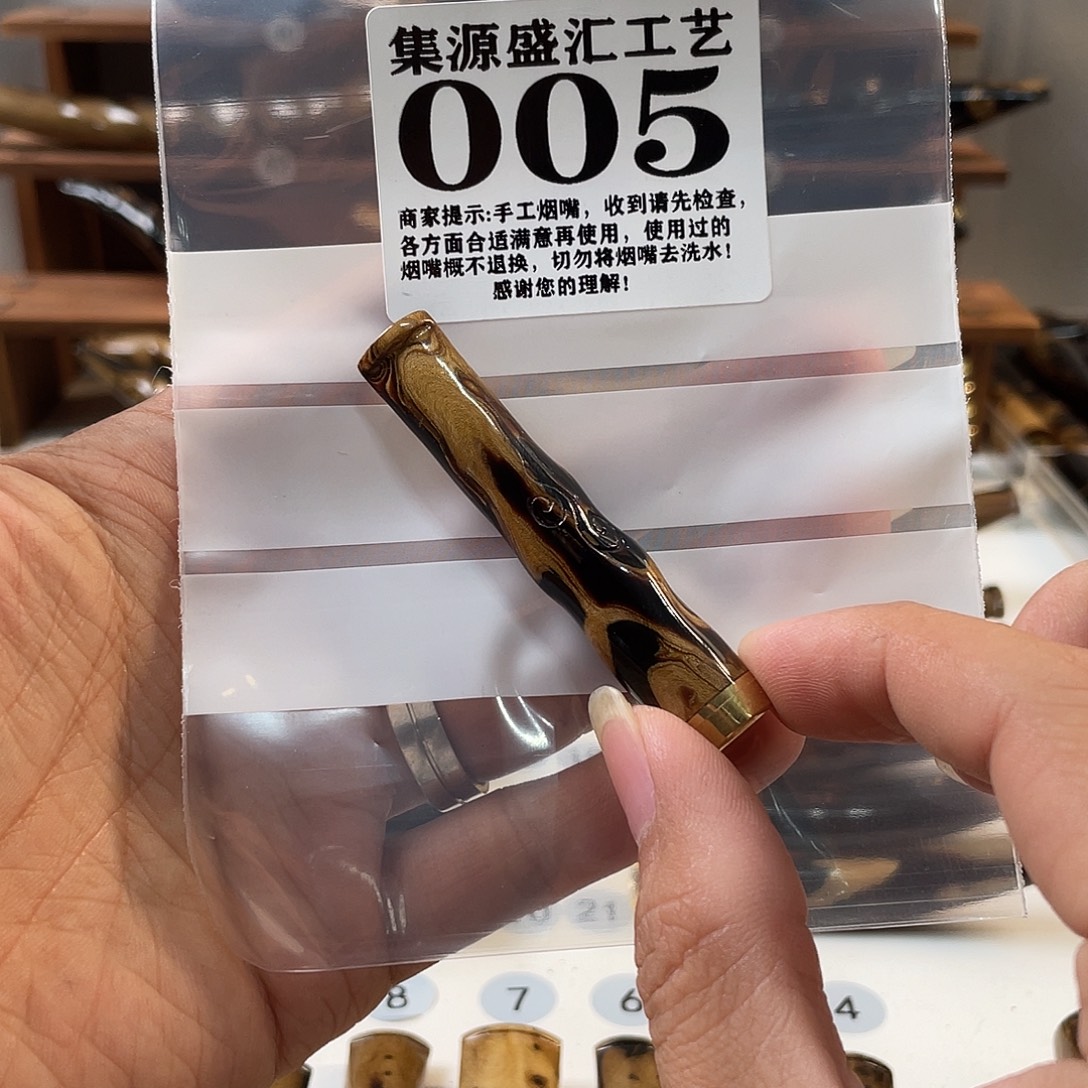 集源盛汇工艺
005
商家提示:手工烟嘴，收到请先检查，
各方面合适满意再使用，使用过的
烟嘴概不退换，切勿将烟嘴去洗水！
感谢您的理解！
20 21
8 7 6 4